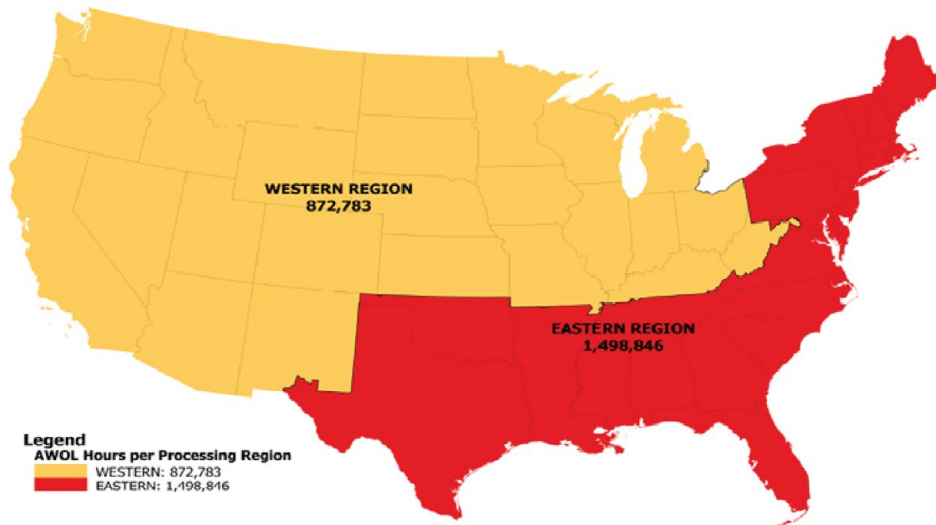 WESTERN REGION
872,783
EASTERN REGION
1,498,846
Legend
AWOL Hours per Processing Region
WESTERN: 872,783
EASTERN: 1,498,846